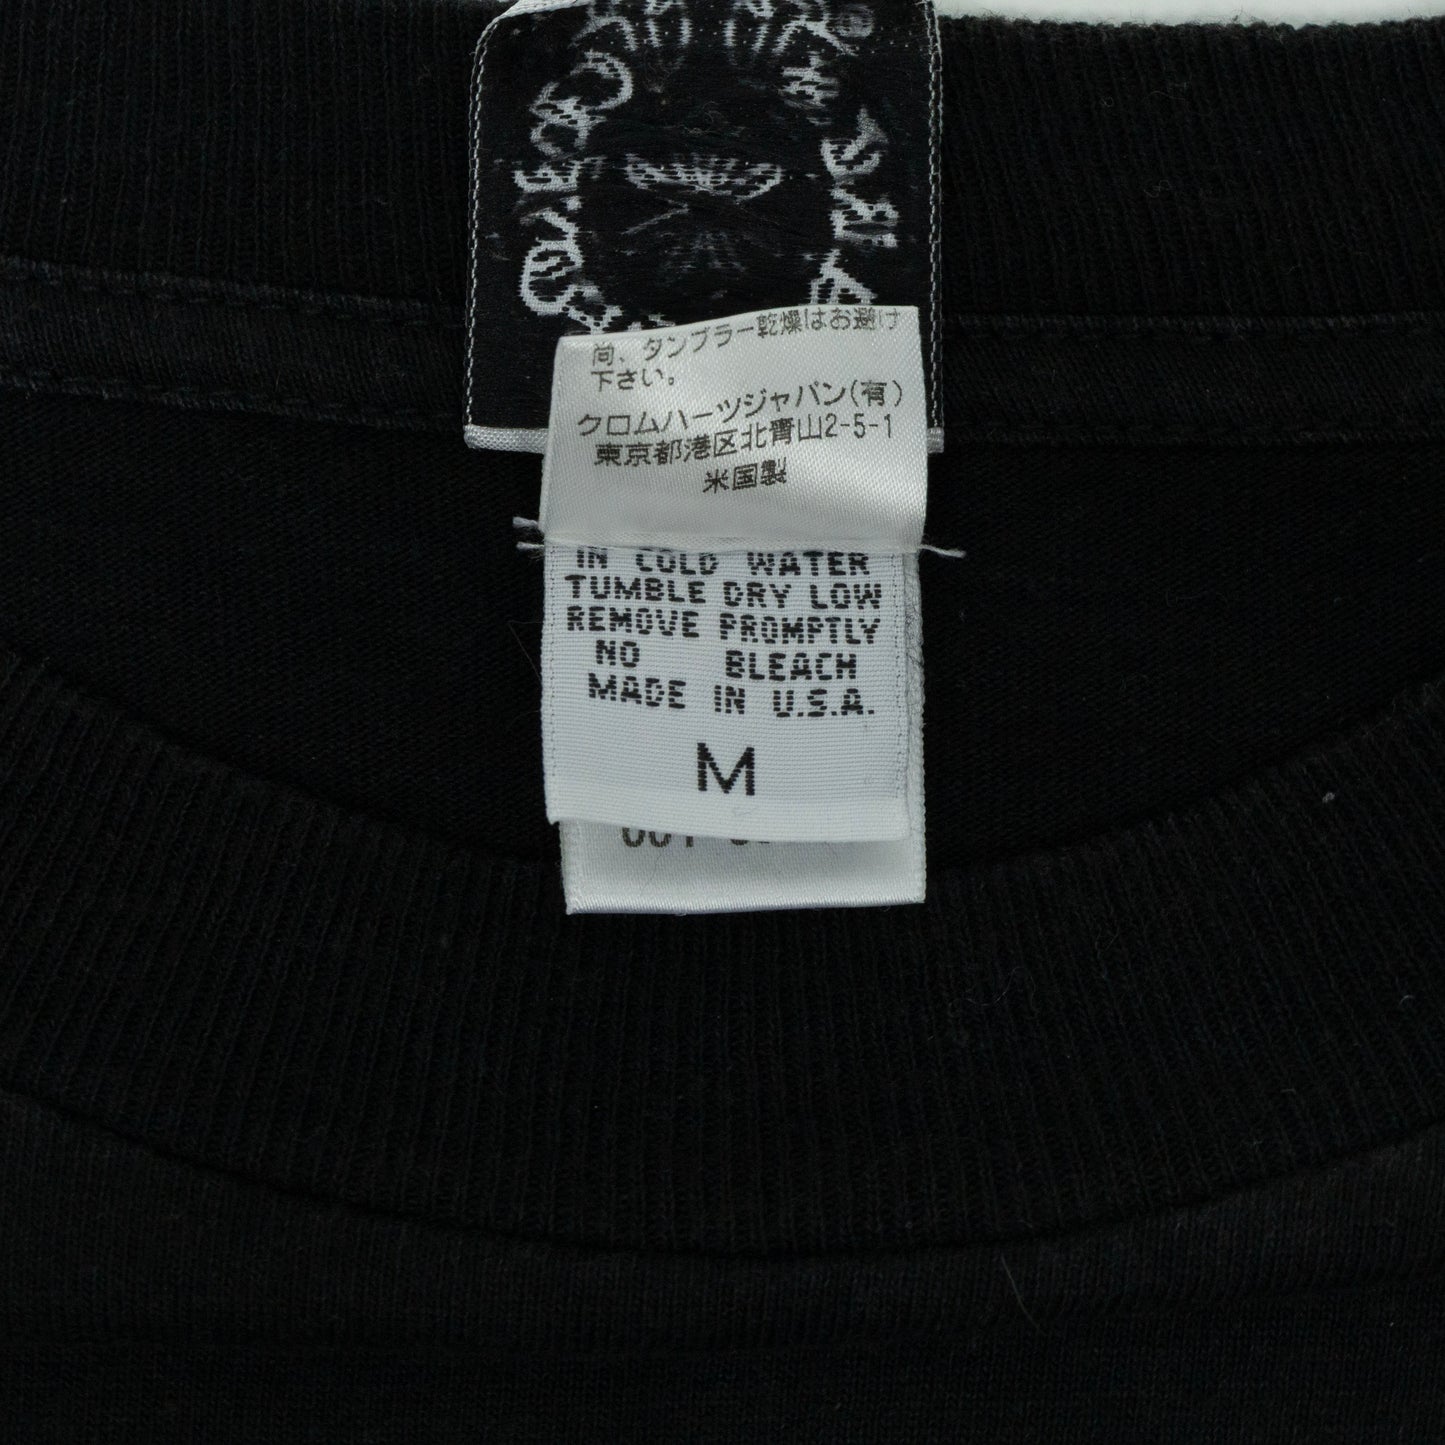 ®
尚、タンブラー乾燥はお避け
下さい。
クロムハーツジャパン(有)
東京都港区北青山2-5-1
米国製
IN COLD WATER
TUMBLE DRY LOW
REMOVE PROMPTLY
NO BLEACH
MADE IN U.S.A.
M